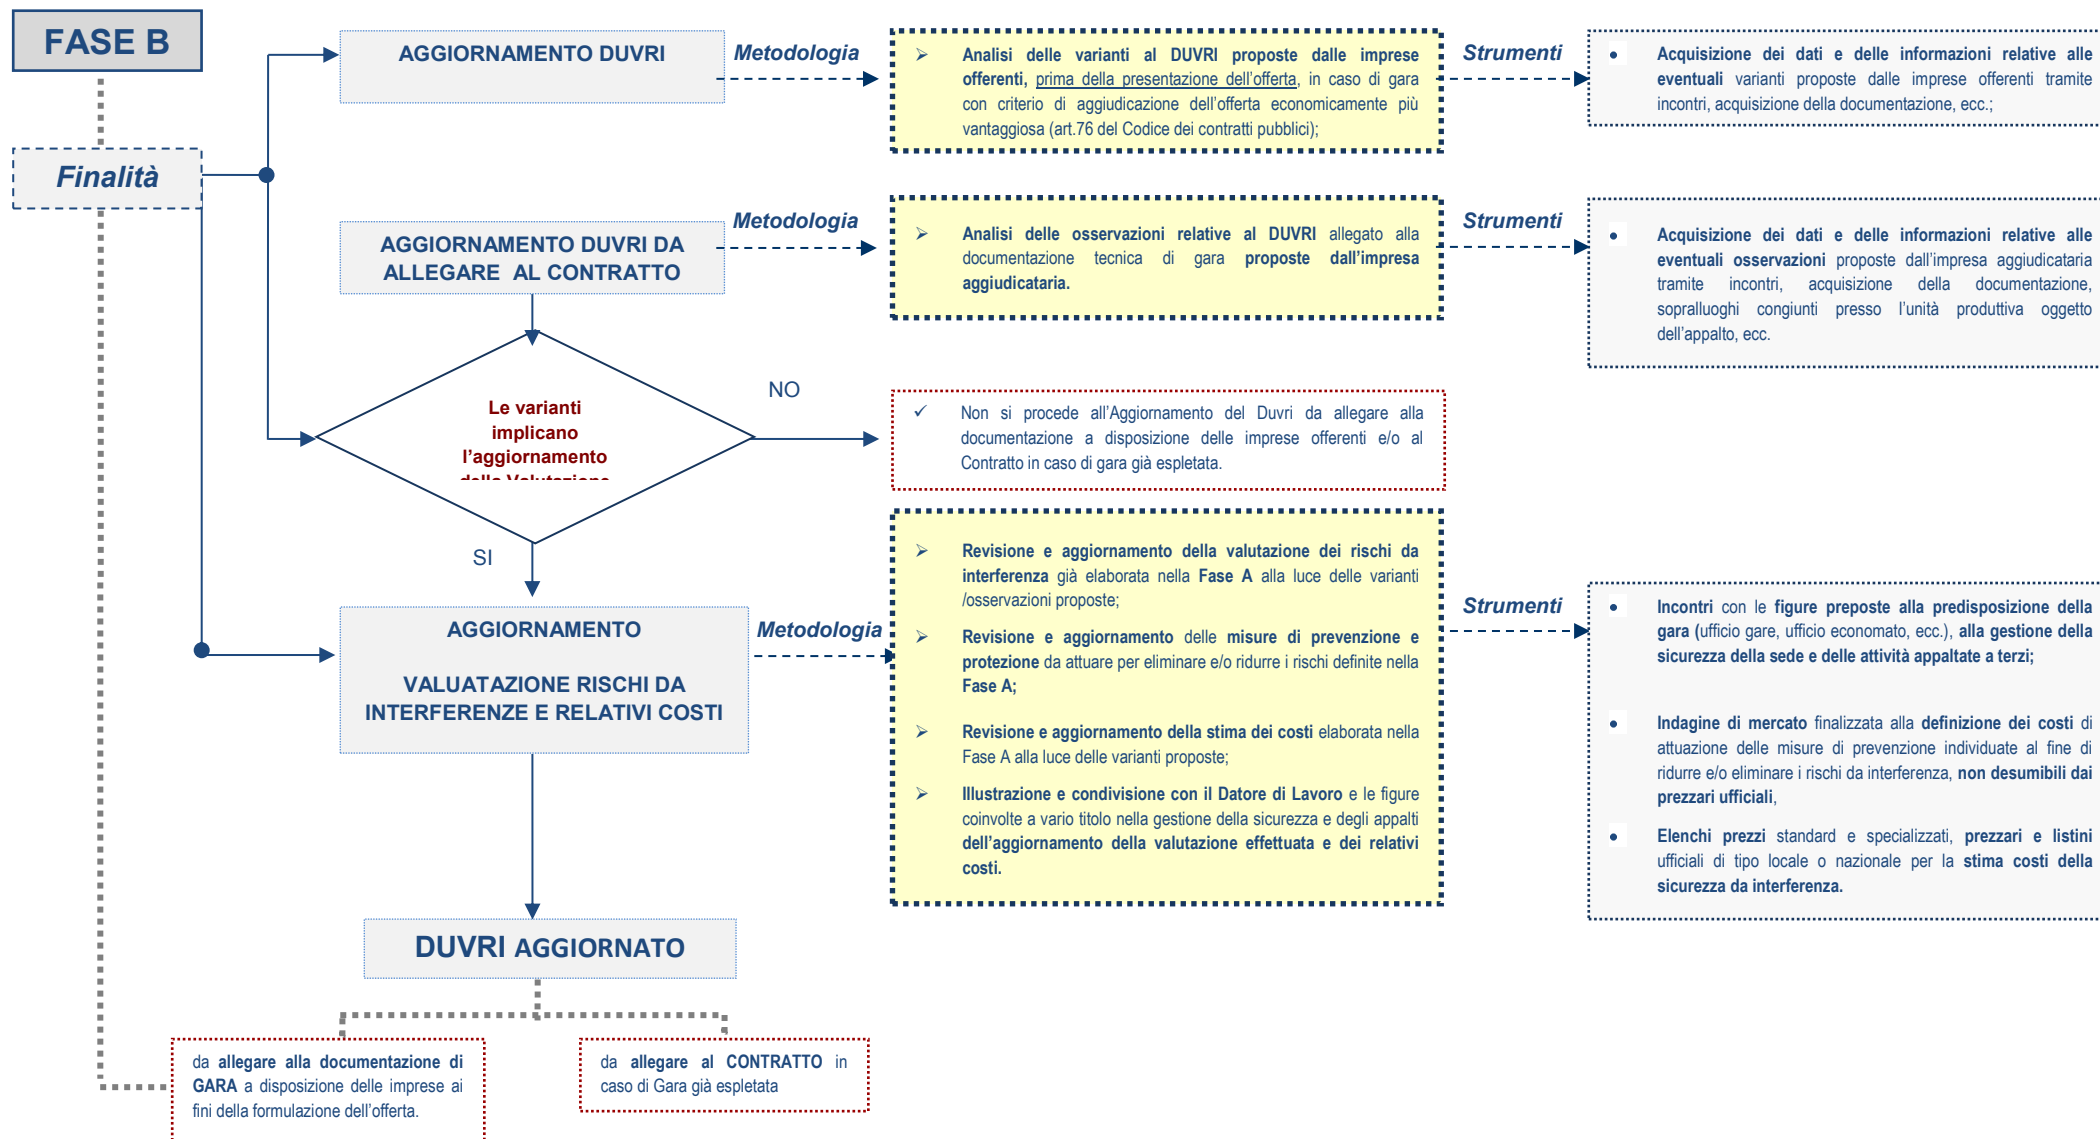 FASE B
Finalità
AGGIORNAMENTO DUVRI
Metodologia
➢ Analisi delle varianti al DUVRI proposte dalle imprese
offerenti, prima della presentazione dell'offerta, in caso di gara
con criterio di aggiudicazione dell'offerta economicamente più
vantaggiosa (art.76 del Codice dei contratti pubblici);
Strumenti
• Acquisizione dei dati e delle informazioni relative alle
eventuali varianti proposte dalle imprese offerenti tramite
incontri, acquisizione della documentazione, ecc.;
AGGIORNAMENTO DUVRI DA
ALLEGARE AL CONTRATTO
Metodologia
➢ Analisi delle osservazioni relative al DUVRI allegato alla
documentazione tecnica di gara proposte dall'impresa
aggiudicataria.
Strumenti
• Acquisizione dei dati e delle informazioni relative alle
eventuali osservazioni proposte dall'impresa aggiudicataria
tramite incontri, acquisizione della documentazione,
sopralluoghi congiunti presso l'unità produttiva oggetto
dell'appalto, ecc.
Le varianti
implicano
l'aggiornamento
della Valutazione
NO
✓ Non si procede all'Aggiornamento del Duvri da allegare alla
documentazione a disposizione delle imprese offerenti e/o al
Contratto in caso di gara già espletata.
SI
AGGIORNAMENTO
VALUATAZIONE RISCHI DA
INTERFERENZE E RELATIVI COSTI
Metodologia
➢ Revisione e aggiornamento della valutazione dei rischi da
interferenza già elaborata nella Fase A alla luce delle varianti
/osservazioni proposte;
➢ Revisione e aggiornamento delle misure di prevenzione e
protezione da attuare per eliminare e/o ridurre i rischi definite nella
Fase A;
➢ Revisione e aggiornamento della stima dei costi elaborata nella
Fase A alla luce delle varianti proposte;
➢ Illustrazione e condivisione con il Datore di Lavoro e le figure
coinvolte a vario titolo nella gestione della sicurezza e degli appalti
dell'aggiornamento della valutazione effettuata e dei relativi
costi.
Strumenti
• Incontri con le figure preposte alla predisposizione della
gara (ufficio gare, ufficio economato, ecc.), alla gestione della
sicurezza della sede e delle attività appaltate a terzi;
• Indagine di mercato finalizzata alla definizione dei costi di
attuazione delle misure di prevenzione individuate al fine di
ridurre e/o eliminare i rischi da interferenza, non desumibili dai
prezzari ufficiali,
• Elenchi prezzi standard e specializzati, prezzari e listini
ufficiali di tipo locale o nazionale per la stima costi della
sicurezza da interferenza.
DUVRI AGGIORNATO
da allegare alla documentazione di
GARA a disposizione delle imprese ai
fini della formulazione dell'offerta.
da allegare al CONTRATTO in
caso di Gara già espletata